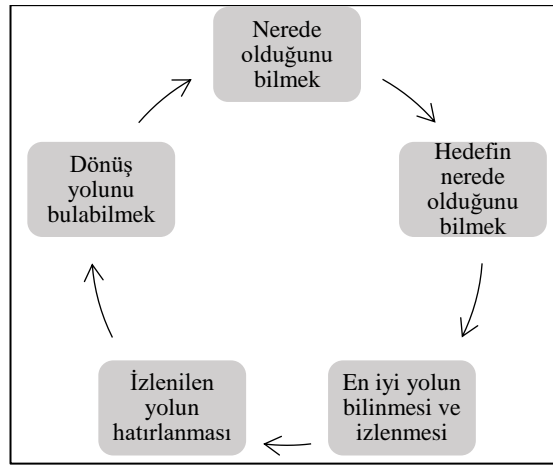 Nerede
olduğunu
bilmek
Hedefin
nerede
olduğunu
bilmek
En iyi yolun
bilinmesi ve
izlenmesi
İzlenilen
yolun
hatırlanması
Dönüş
yolunu
bulabilmek